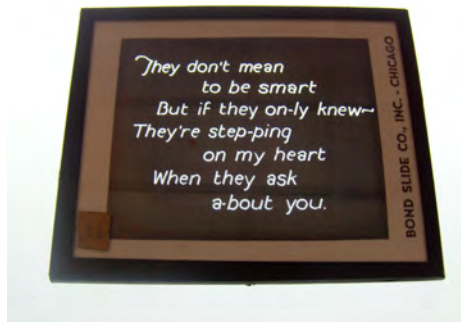 They don't mean
to be smart
But if they on-ly knew~
They're step-ping
on my heart
When they ask
a-bout you.
BOND SLIDE CO., INC. - CHICAGO